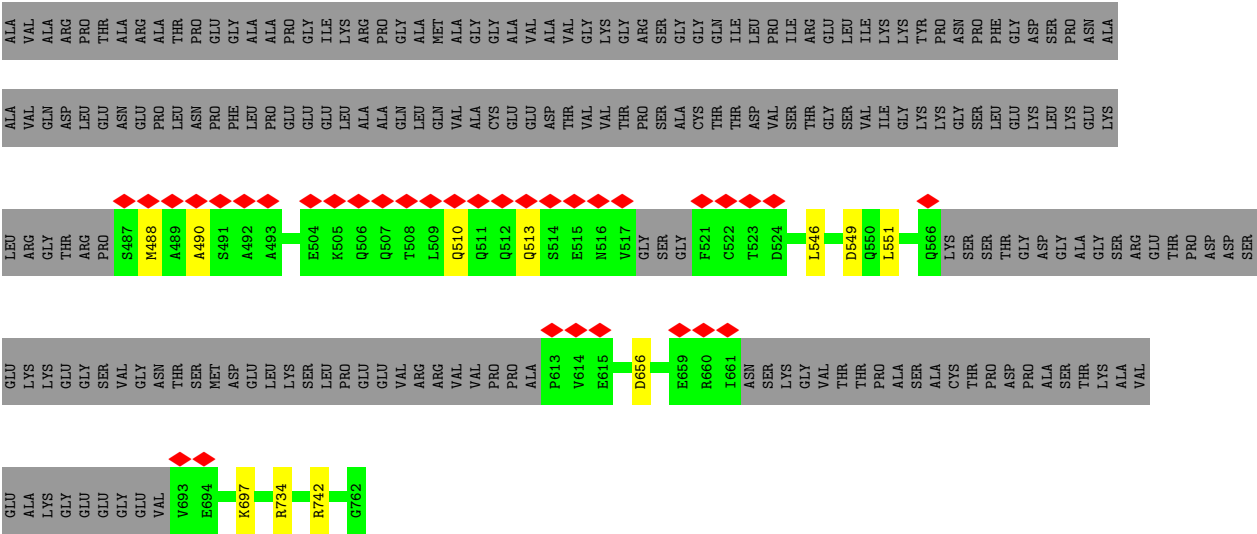 ALA VAL ALA ARG PRO THR ALA ARG ALA THR PRO GLU GLY ALA ALA PRO GLY ILE LYS ARG PRO GLY ALA MET ALA GLY GLY ALA VAL ALA VAL GLY LYS GLY ARG SER GLY GLY GLN ILE LEU PRO ILE ARG GLU LEU ILE LYS LYS TYR PRO ASN PRO PHE GLY ASP SER PRO ASN ALA
ALA VAL GLN ASP LEU GLU ASN GLU PRO LEU ASN PRO PHE LEU PRO GLU GLU GLU LEU ALA ALA GLN LEU GLN VAL ALA CYS GLU GLU ASP THR VAL VAL THR PRO SER ALA CYS THR THR ASP VAL SER THR GLY SER VAL ILE GLY LYS LYS GLY SER LEU GLU LYS LEU LYS GLU LYS
LEU ARG GLY THR ARG PRO S487 M488 A489 A490 S491 A492 A493 E504 K505 Q506 Q507 T508 L509 Q510 Q511 Q512 Q513 S514 E515 N516 V517 GLY SER GLY F521 C522 T523 D524 L546 D549 Q550 L551 Q566 LYS SER SER THR GLY ASP GLY ALA GLY SER ARG GLU THR PRO ASP ASP SER
GLU LYS LYS GLU GLY SER VAL GLY ASN THR SER MET ASP GLU LEU LYS SER LEU PRO GLU GLU VAL ARG ARG VAL VAL PRO PRO ALA P613 V614 E615 D656 E659 R660 I661 ASN SER LYS GLY VAL THR THR PRO ALA SER ALA CYS THR PRO ASP PRO ALA SER THR LYS ALA VAL
GLU ALA LYS GLY GLU GLU GLY GLU VAL V693 E694 K697 R734 R742 G762